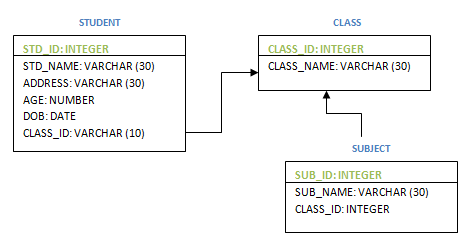 STUDENT
STD_ID: INTEGER
STD_NAME: VARCHAR (30)
ADDRESS: VARCHAR (30)
AGE: NUMBER
DOB: DATE
CLASS_ID: VARCHAR (10)
CLASS
CLASS_ID: INTEGER
CLASS_NAME: VARCHAR (30)
SUBJECT
SUB_ID: INTEGER
SUB_NAME: VARCHAR (30)
CLASS_ID: INTEGER